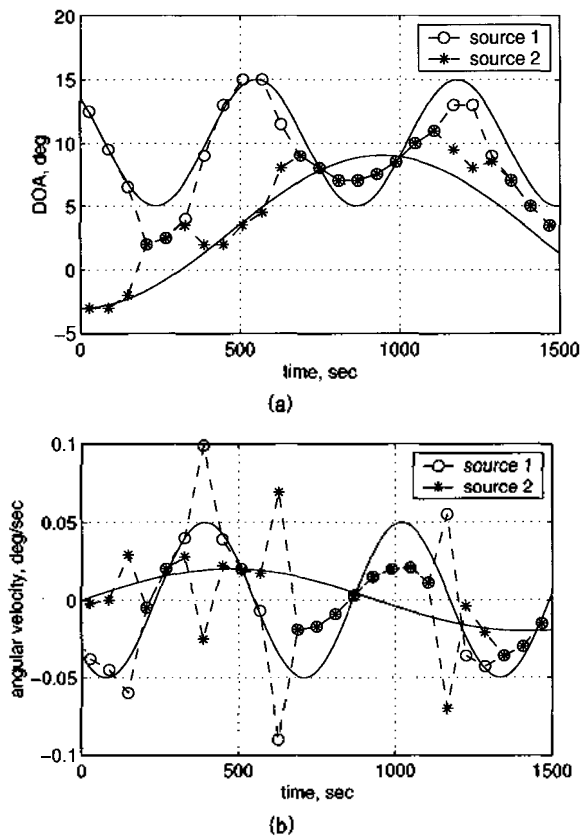 20
15
10
5
0
-5
DOA, deg
source 1
source 2
0
500
1000
1500
time, sec
(a)
0.1
0.05
0
-0.05
-0.1
angular velocity, deg/sec
source 1
source 2
0
500
1000
1500
time, sec
(b)